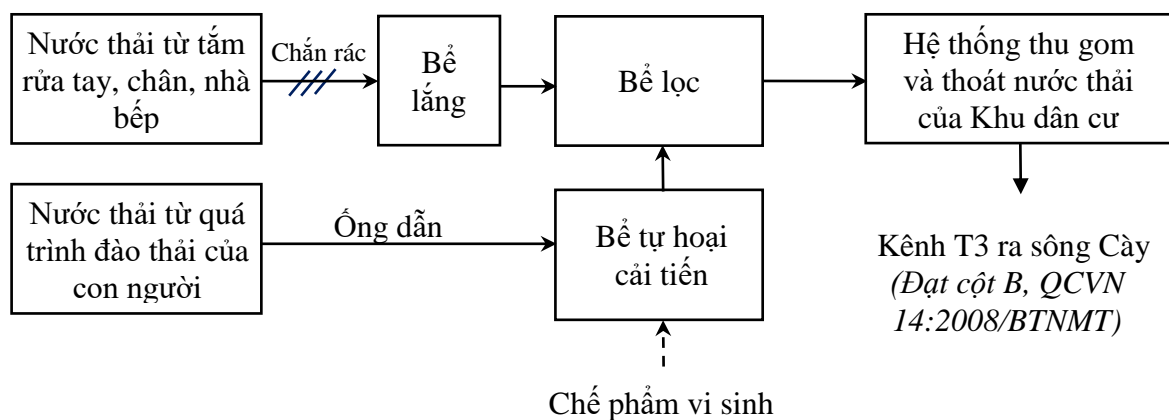 Nước thải từ tắm
rửa tay, chân, nhà
bếp
Chắn rác
Bể
lắng
Bể lọc
Hệ thống thu gom
và thoát nước thải
của Khu dân cư
Nước thải từ quá
trình đào thải của
con người
Ống dẫn
Bể tự hoại
cải tiến
Kênh T3 ra sông Cày
(Đạt cột B, QCVN
14:2008/BTNMT)
Chế phẩm vi sinh